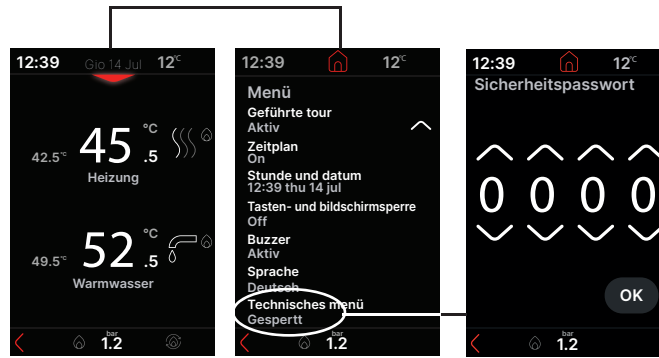 12:39 Gio 14 Jul 12°C
42.5°C 45 °C .5
Heizung
49.5°C 52 °C .5
Warmwasser
bar
1.2
12:39 12°C
Menü
Geführte tour
Aktiv
Zeitplan
On
Stunde und datum
12:39 thu 14 jul
Tasten- und bildschirmsperre
Off
Buzzer
Aktiv
Sprache
Deutsch
Technisches menü
Gespertt
bar
1.2
12:39 12°C
Sicherheitspasswort
0 0 0 0
OK
bar
1.2